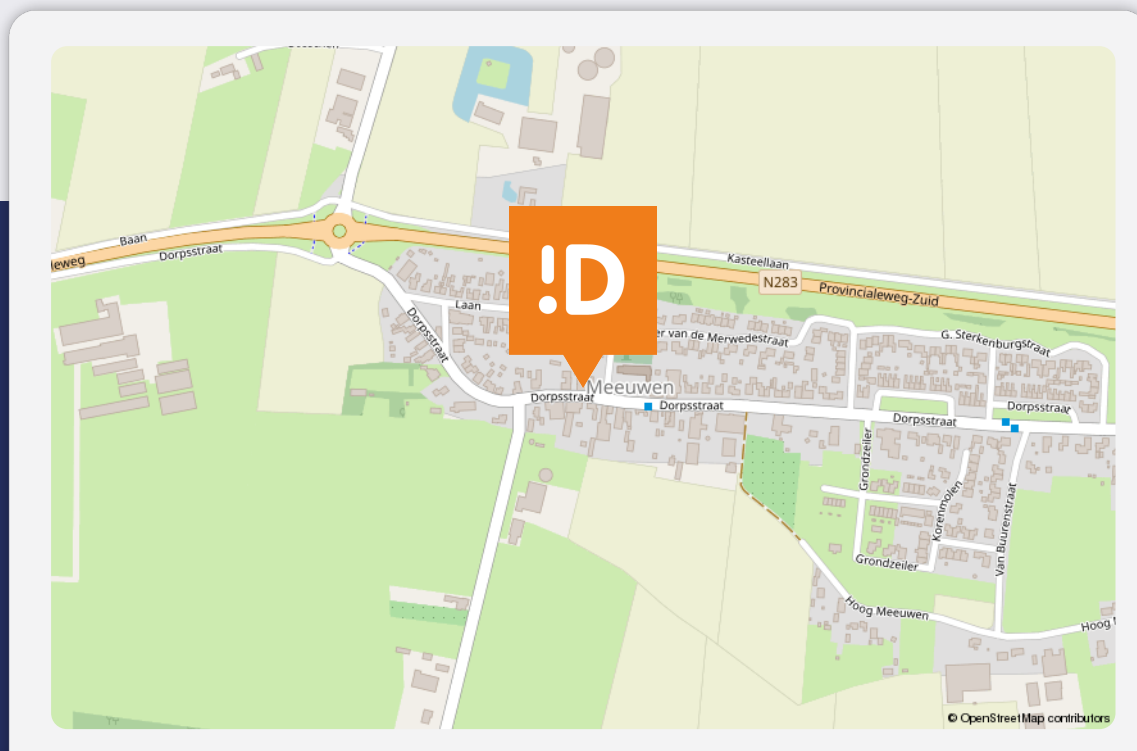 Baan
Dorpsstraat
leweg
Kasteellaan
N283
Provincialeweg-Zuid
!D
Laan
Dorpsstraat
er van de Merwedestraat
G. Sterkenburgstraat
Meeuwen
Dorpsstraat
Dorpsstraat
Dorpsstraat
Dorpsstraat
Grondzeiler
Korenmolen
Van Buurenstraat
Grondzeiler
Hoog Meeuwen
Hoog
© OpenStreetMap contributors